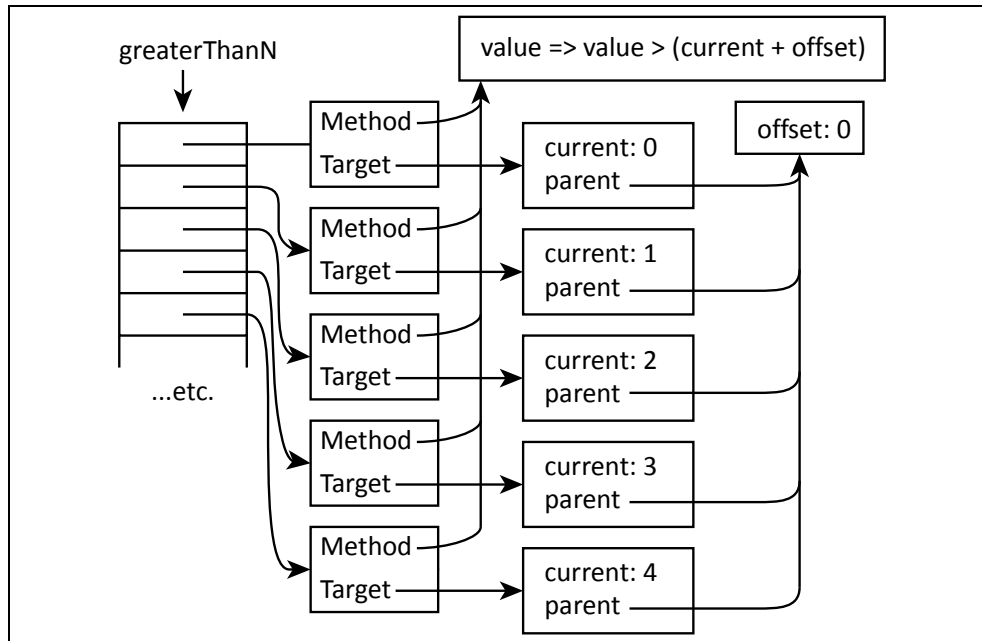 greaterThanN
value => value > (current + offset)
offset: 0
Method
Target
current: 0
parent
Method
Target
current: 1
parent
Method
Target
current: 2
parent
Method
Target
current: 3
parent
Method
Target
current: 4
parent
...etc.